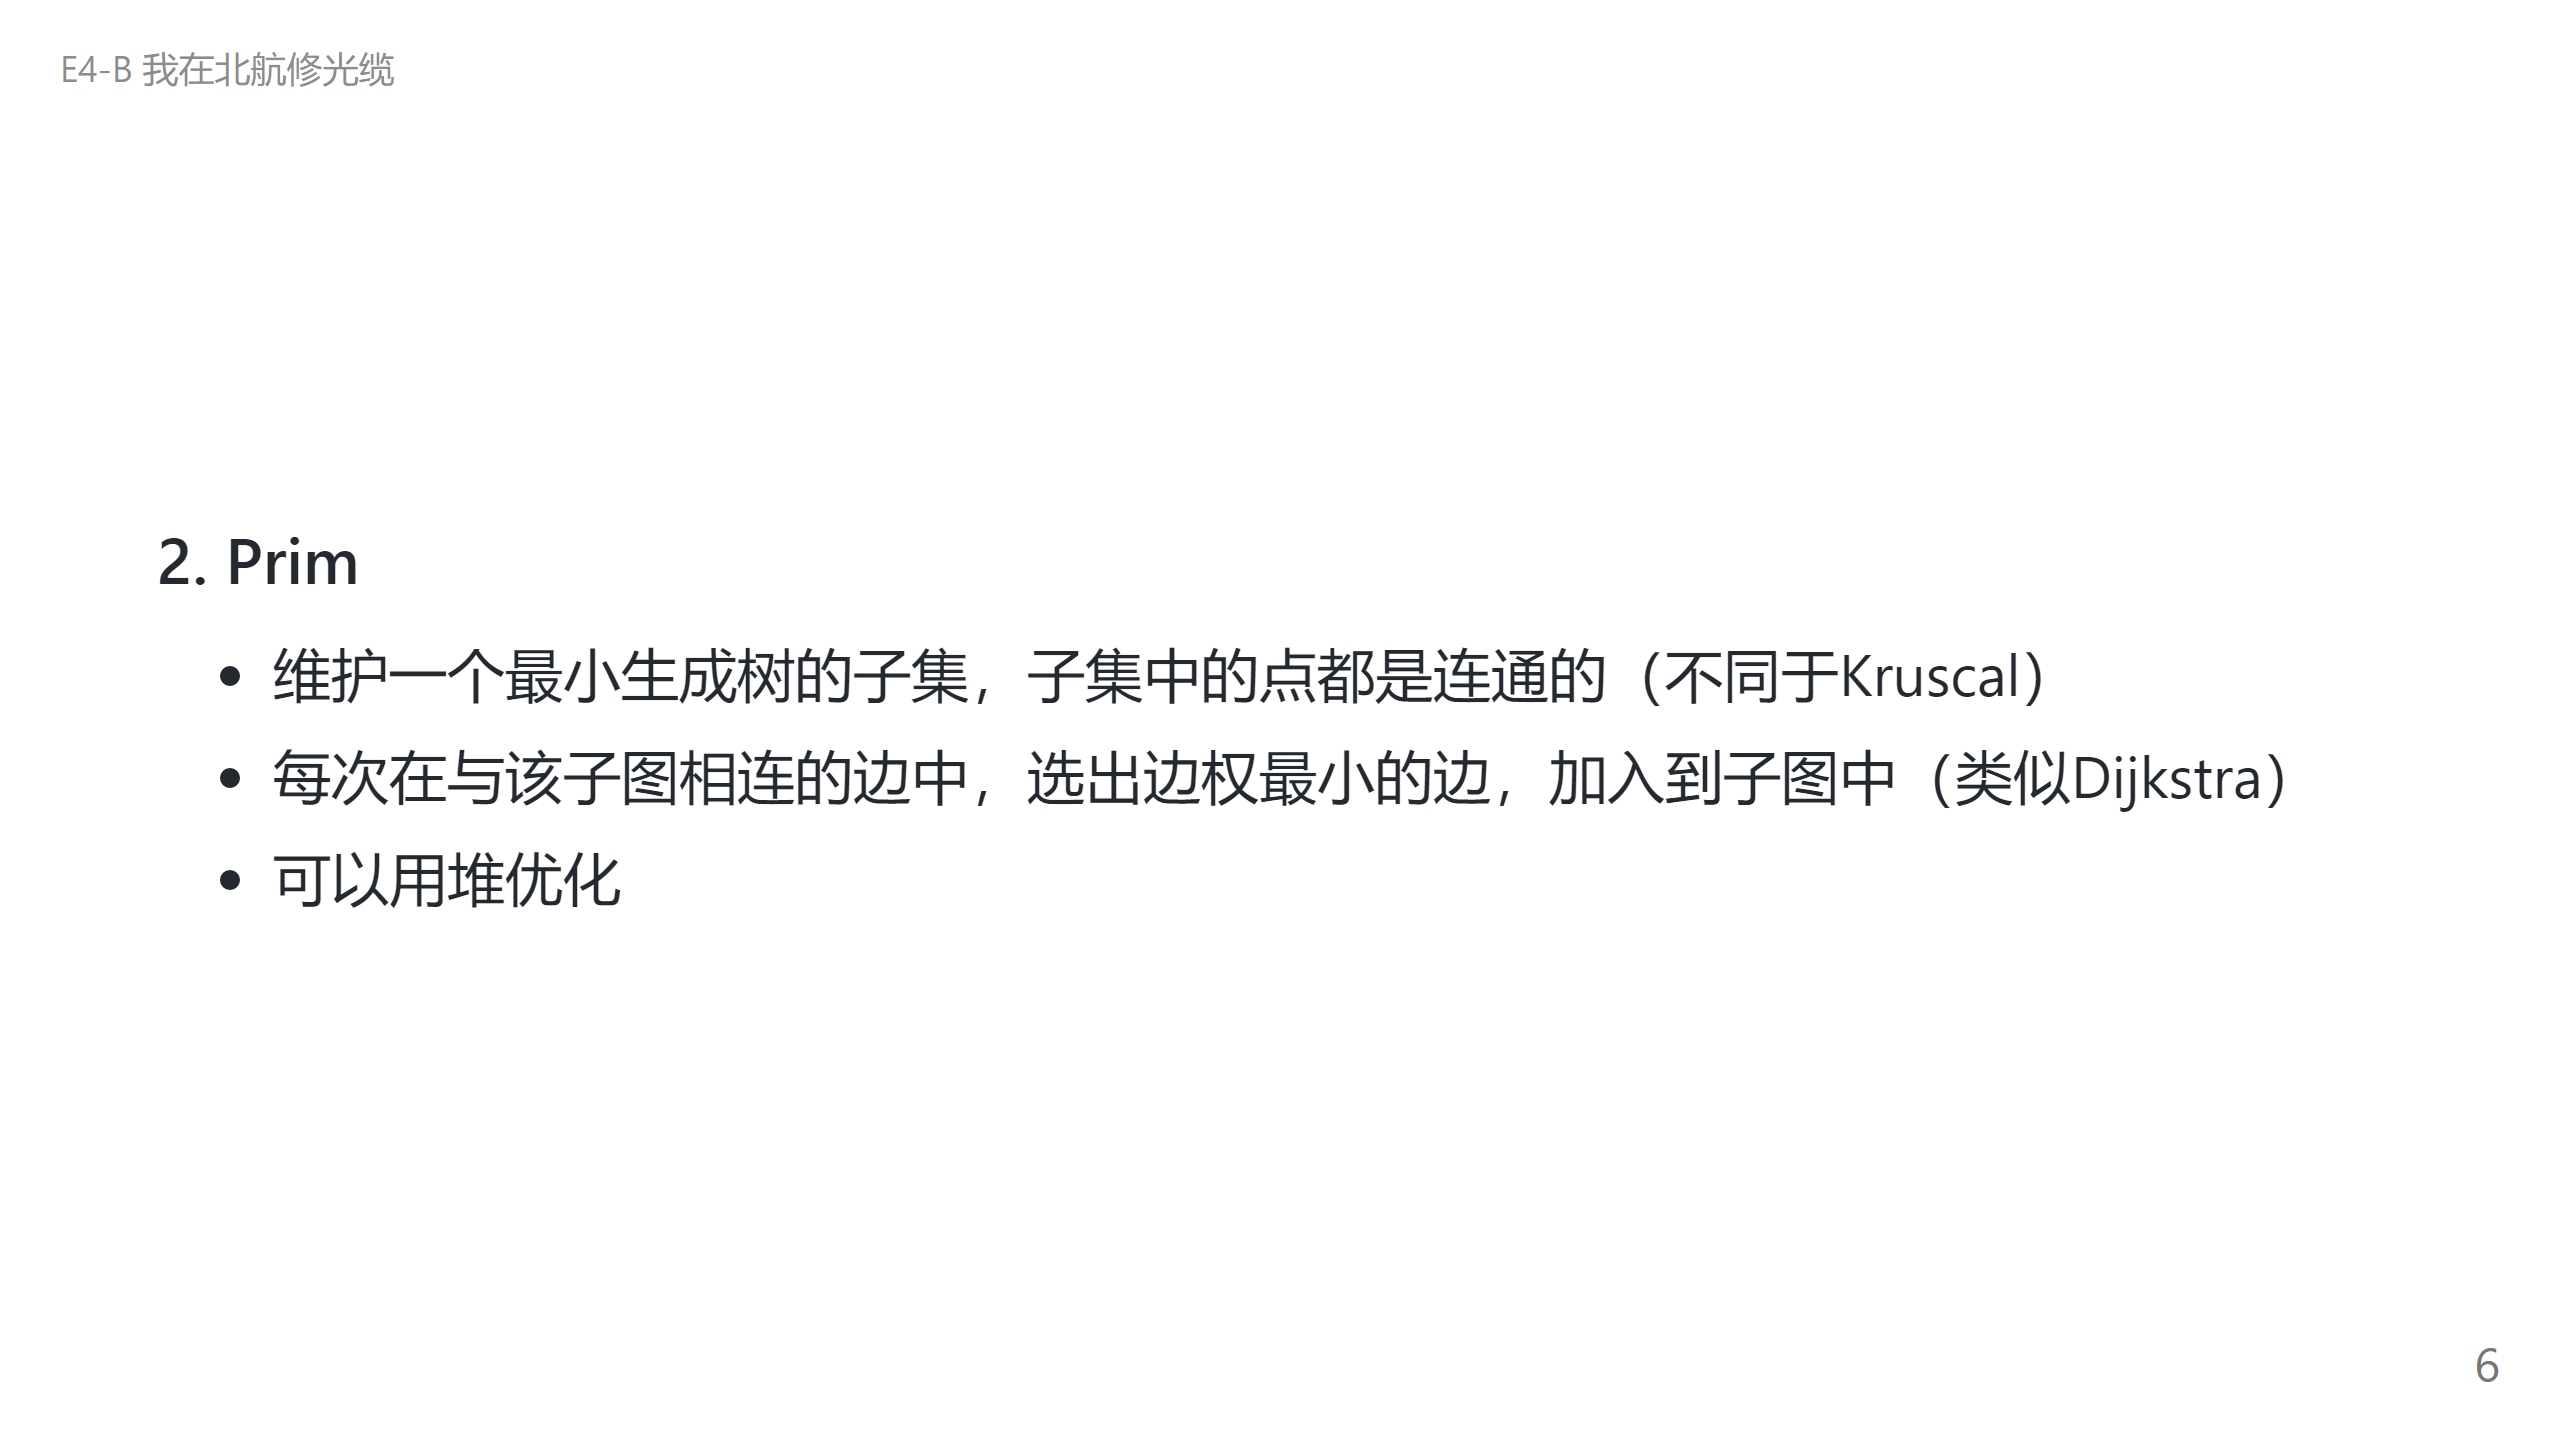 E4-B 我在北航修光缆
2. Prim
• 维护一个最小生成树的子集，子集中的点都是连通的（不同于Kruscal）
• 每次在与该子图相连的边中，选出边权最小的边，加入到子图中（类似Dijkstra）
• 可以用堆优化
6